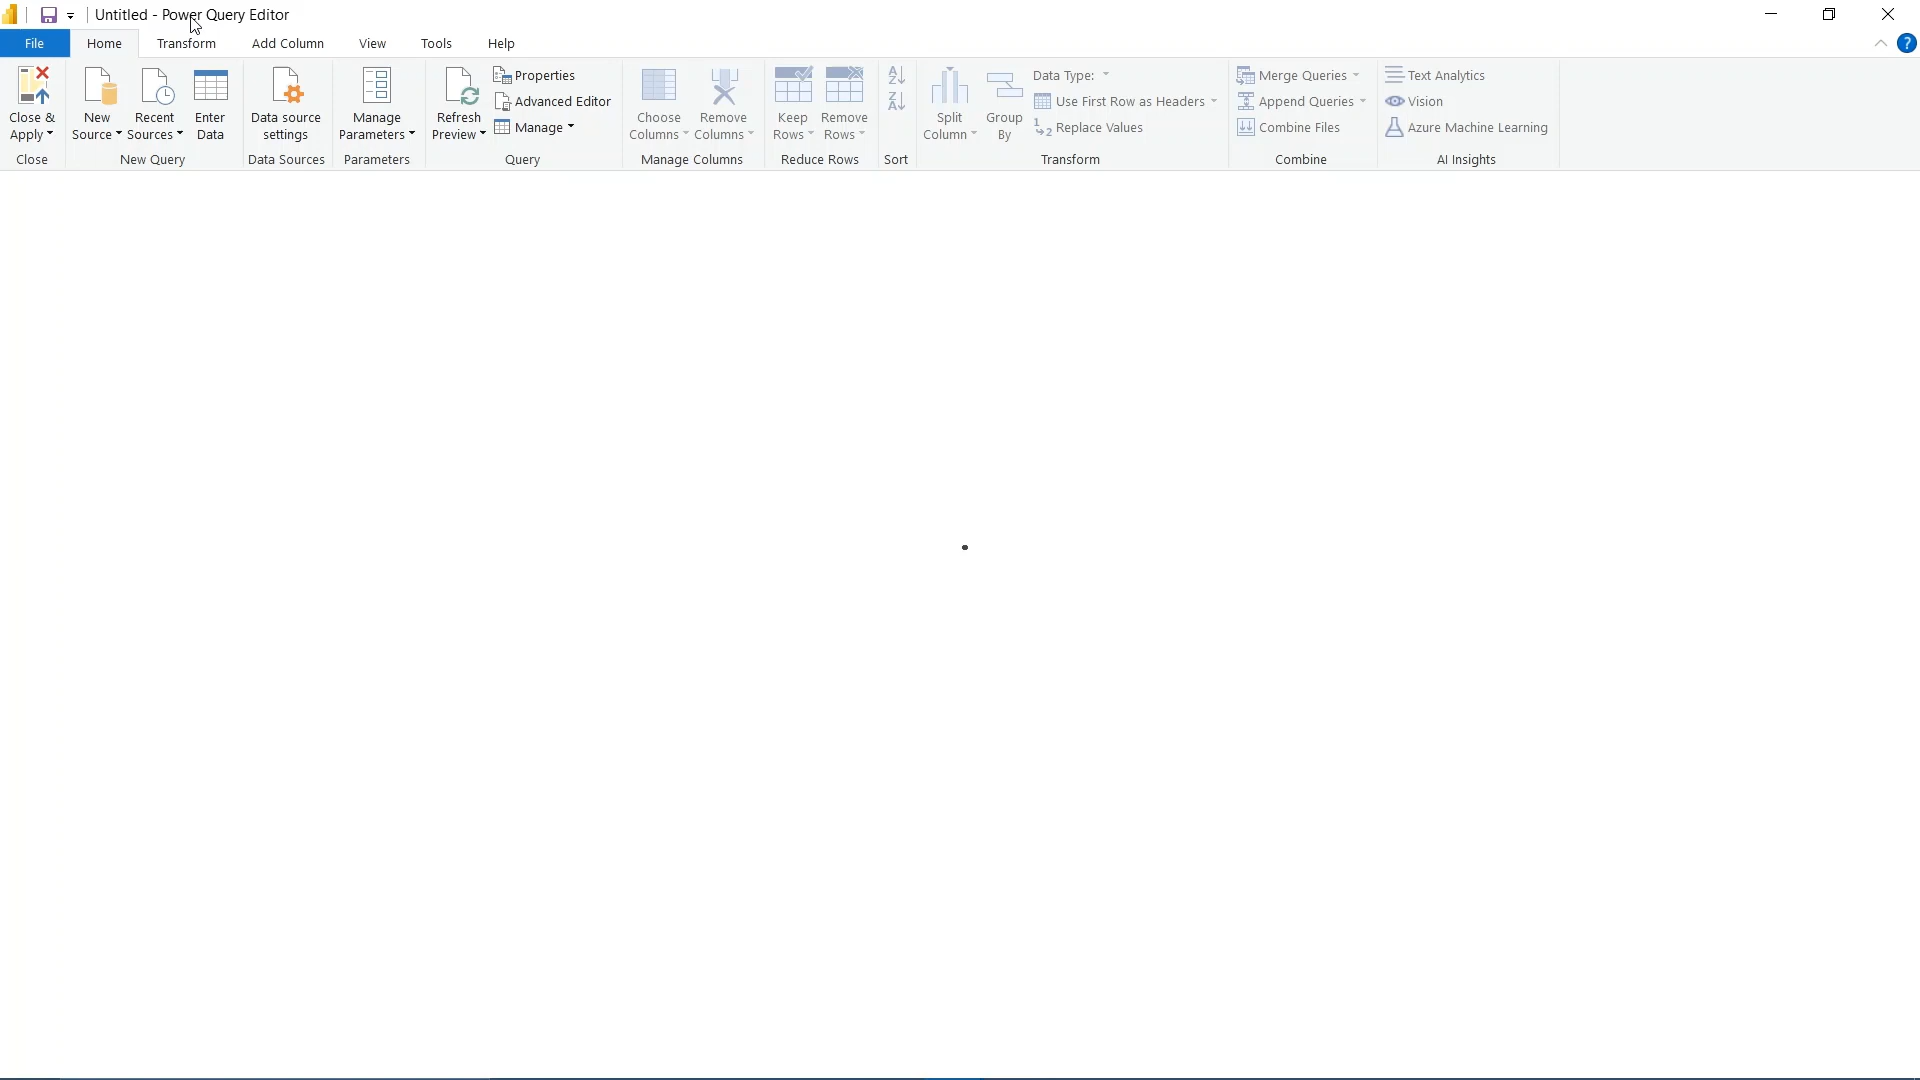 Untitled - Power Query Editor
File Home Transform Add Column View Tools Help ?
Close & Apply
Close
New Source
Recent Sources
Enter Data
New Query
Data source settings
Data Sources
Manage Parameters
Parameters
Refresh Preview
Properties
Advanced Editor
Manage
Query
Choose Columns
Remove Columns
Manage Columns
Keep Rows
Remove Rows
Reduce Rows
A
Z
Z
A
Sort
Split Column
Group By
Data Type:
Use First Row as Headers
1 2 Replace Values
Transform
Merge Queries
Append Queries
Combine Files
Combine
Text Analytics
Vision
Azure Machine Learning
AI Insights